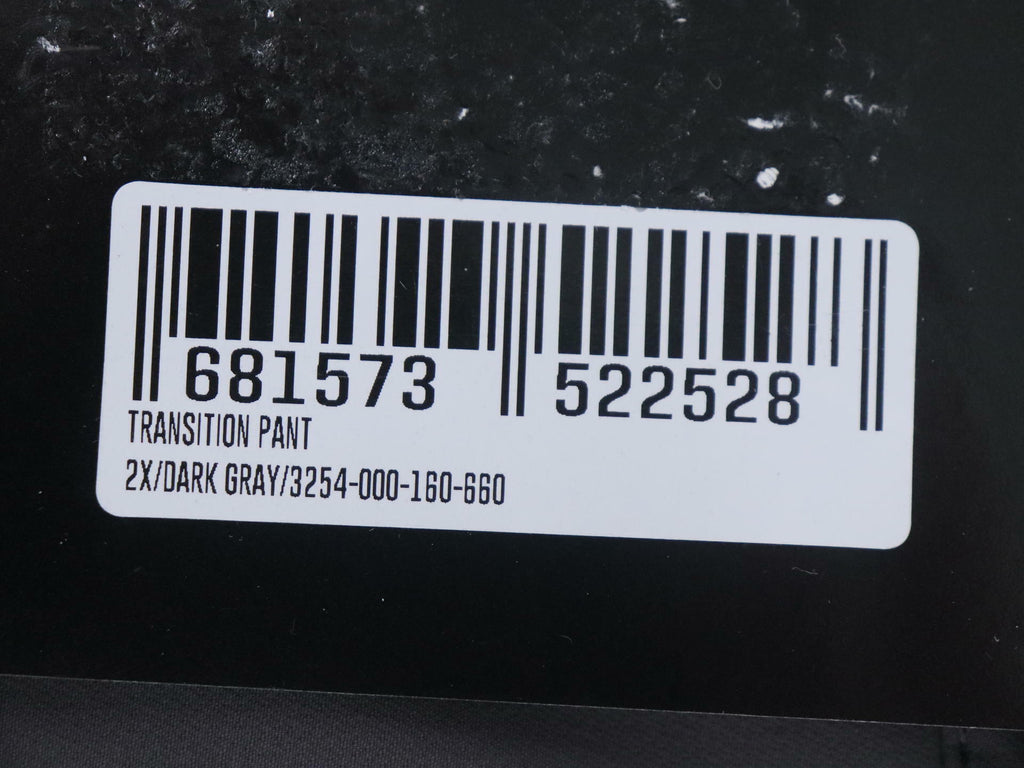 681573 522528
TRANSITION PANT
2X/DARK GRAY/3254-000-160-660